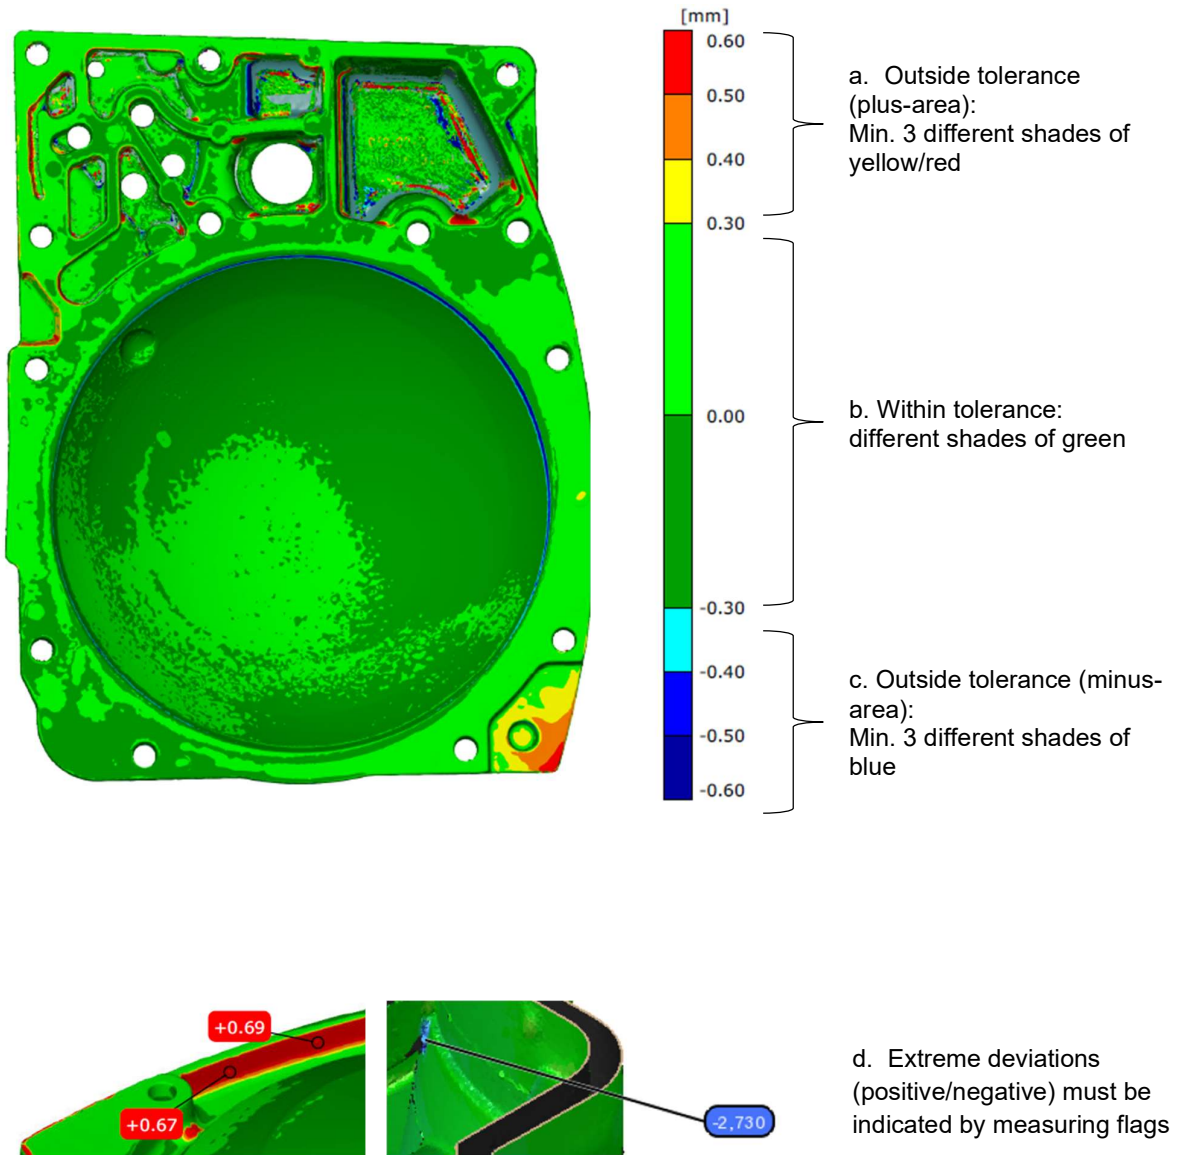 [mm]
0.60
0.50
0.40
0.30
0.00
-0.30
-0.40
-0.50
-0.60
a. Outside tolerance
(plus-area):
Min. 3 different shades of
yellow/red
b. Within tolerance:
different shades of green
c. Outside tolerance (minus-
area):
Min. 3 different shades of
blue
+0.69
+0.67
-2,730
d. Extreme deviations
(positive/negative) must be
indicated by measuring flags